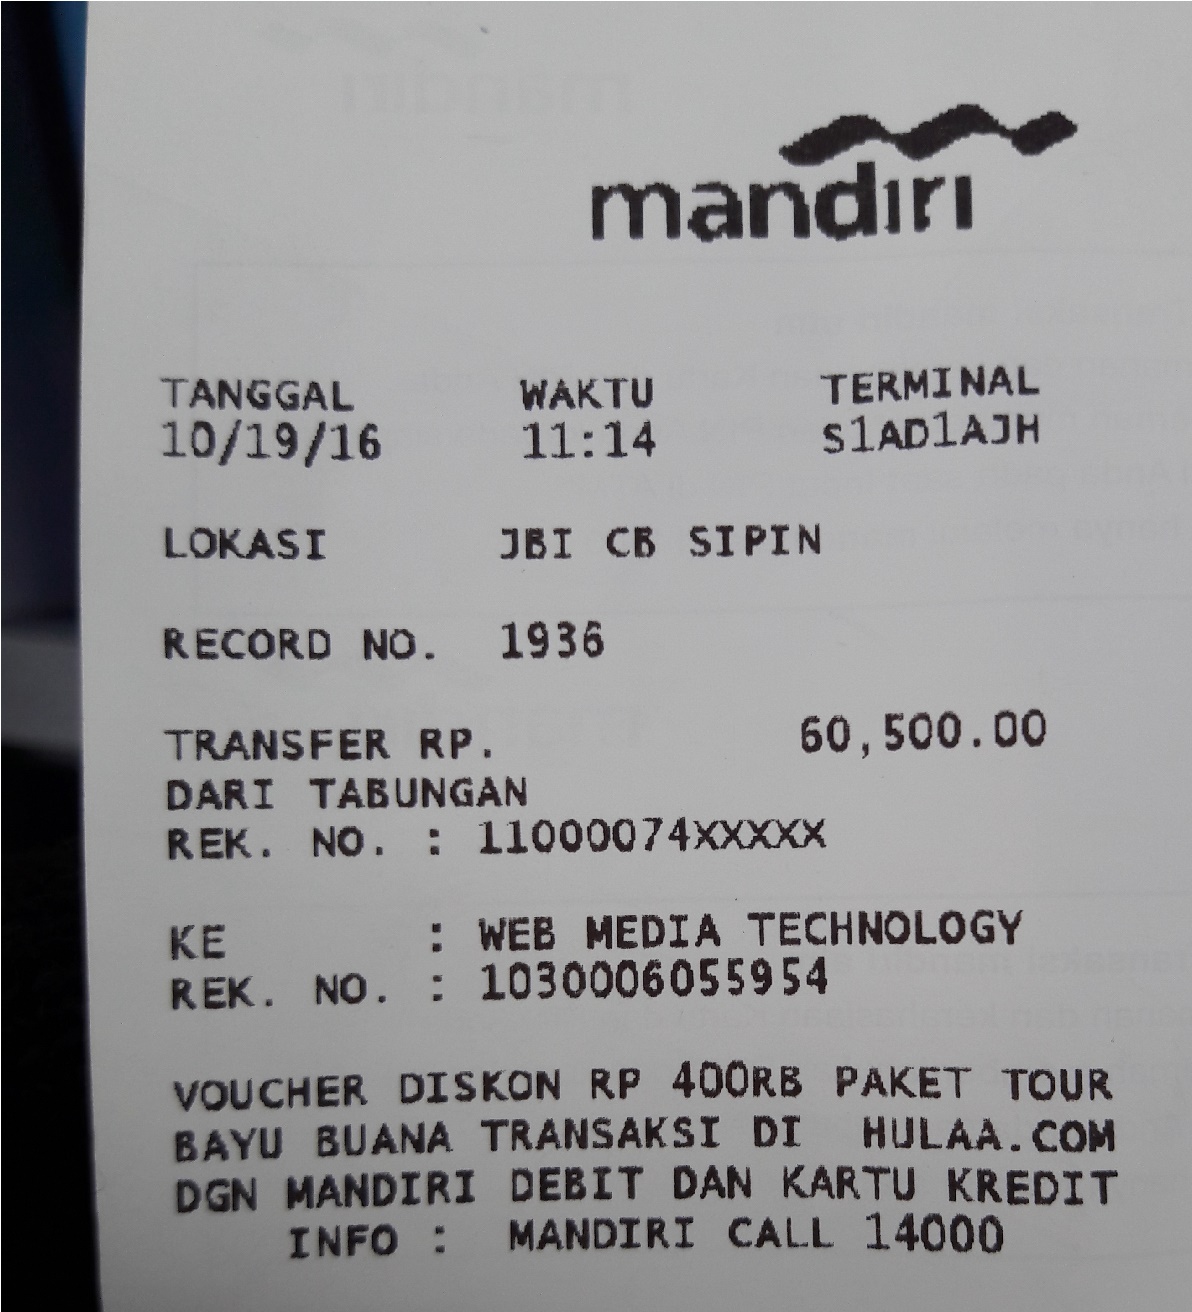 mandiri
TANGGAL WAKTU TERMINAL
10/19/16 11:14 S1AD1AJH
LOKASI JBI CB SIPIN
RECORD NO. 1936
TRANSFER RP. 60,500.00
DARI TABUNGAN
REK. NO. : 11000074XXXXX
KE : WEB MEDIA TECHNOLOGY
REK. NO. : 1030006055954
VOUCHER DISKON RP 400RB PAKET TOUR
BAYU BUANA TRANSAKSI DI HULAA.COM
DGN MANDIRI DEBIT DAN KARTU KREDIT
INFO : MANDIRI CALL 14000